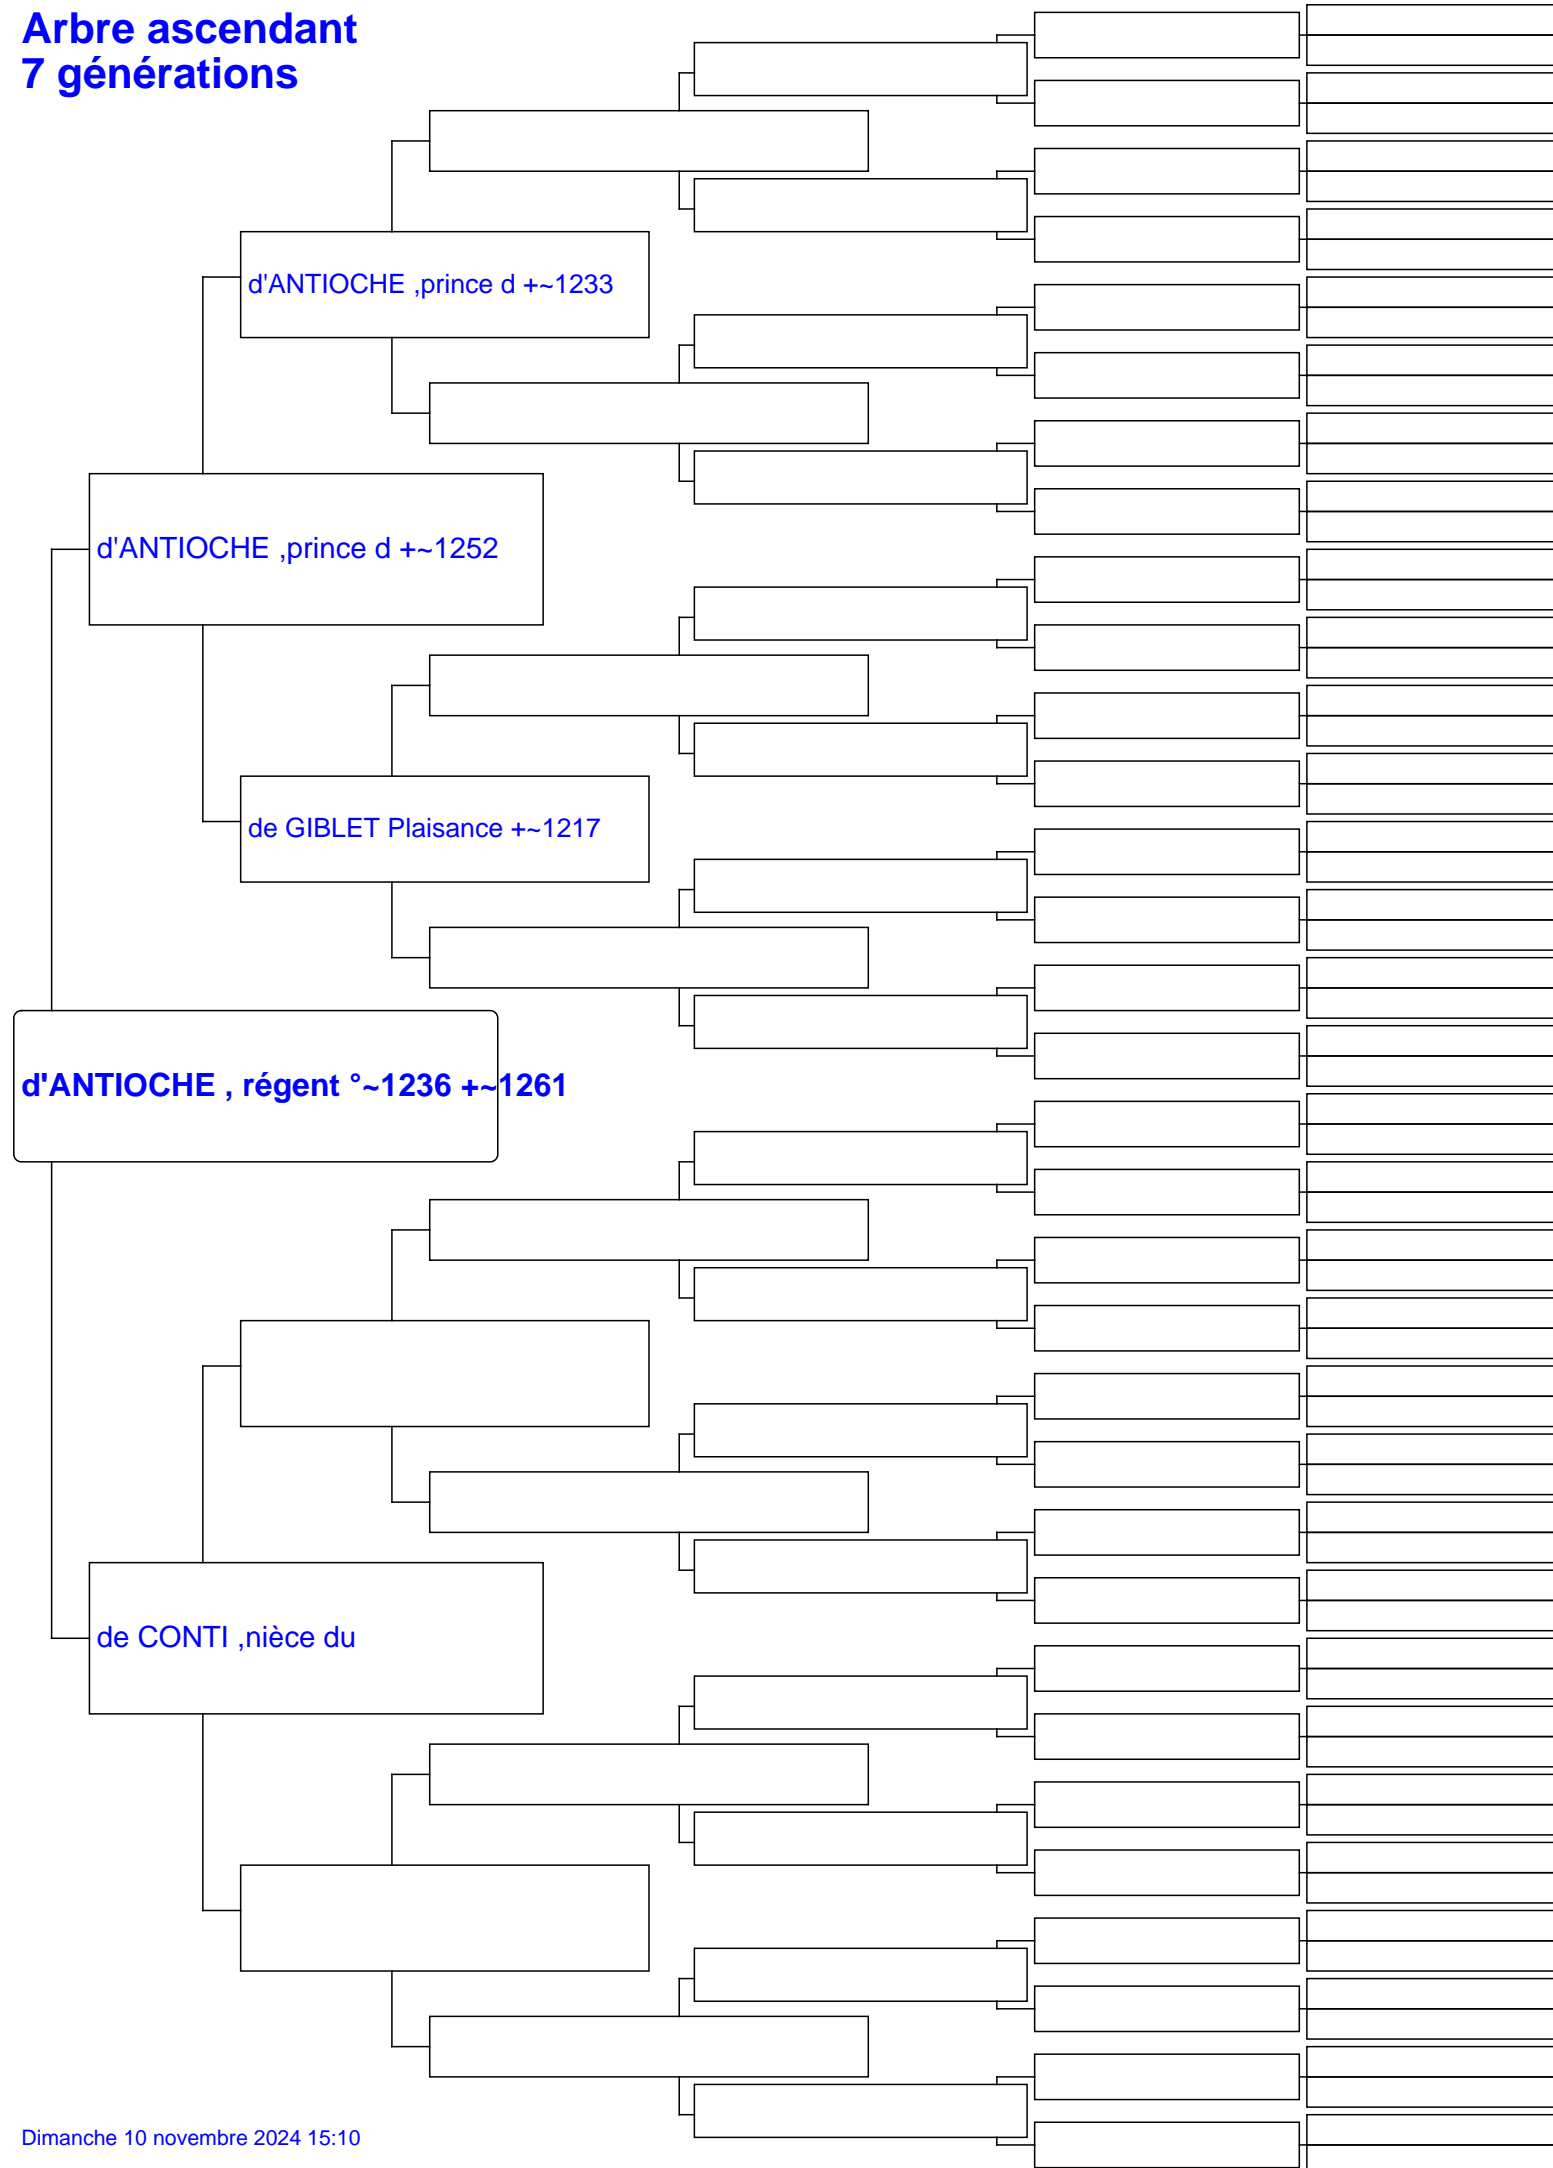 Arbre ascendant
7 générations
d'ANTIOCHE ,prince d +~1233
d'ANTIOCHE ,prince d +~1252
de GIBLET Plaisance +~1217
d'ANTIOCHE , régent °~1236 +~1261
de CONTI ,nièce du
Dimanche 10 novembre 2024 15:10